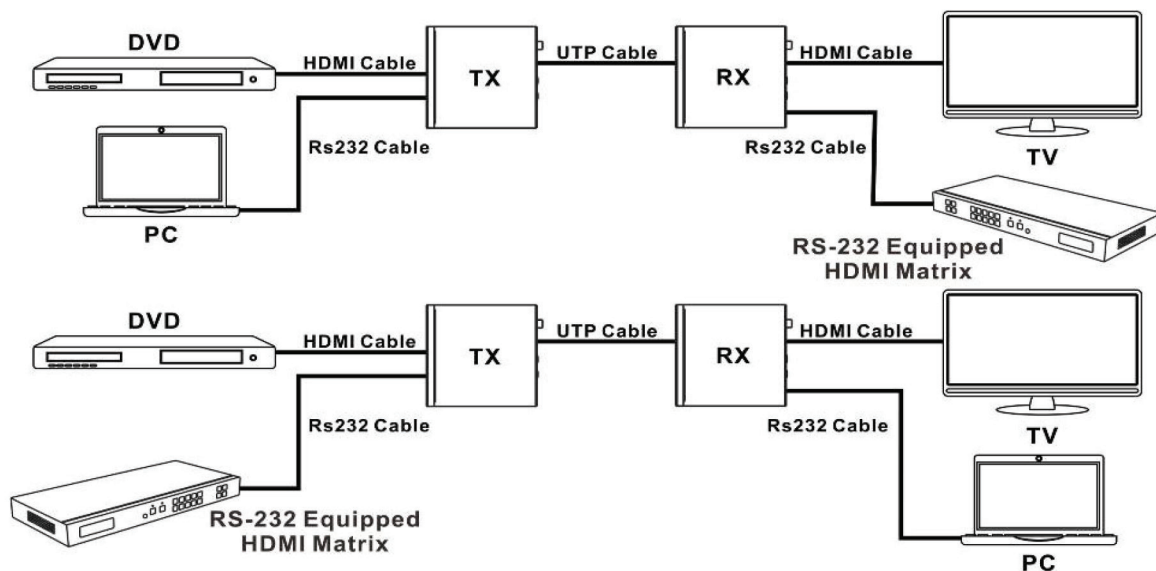 DVD
HDMI Cable
TX
UTP Cable
RX
HDMI Cable
Rs232 Cable
Rs232 Cable
TV
PC
RS-232 Equipped
HDMI Matrix
DVD
HDMI Cable
TX
UTP Cable
RX
HDMI Cable
Rs232 Cable
Rs232 Cable
TV
RS-232 Equipped
HDMI Matrix
PC